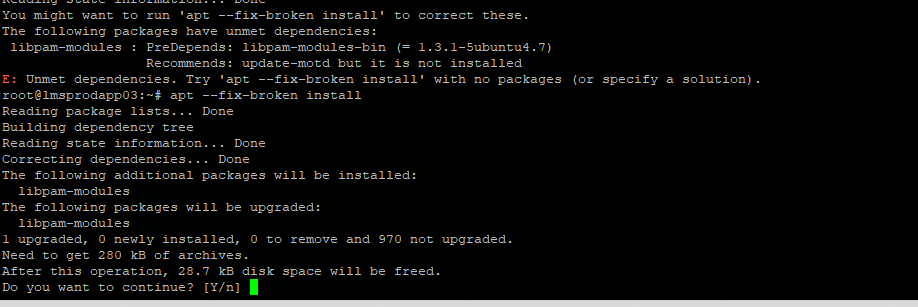 Reading state information... Done
You might want to run 'apt --fix-broken install' to correct these.
The following packages have unmet dependencies:
 libpam-modules : PreDepends: libpam-modules-bin (= 1.3.1-5ubuntu4.7)
                  Recommends: update-motd but it is not installed
E: Unmet dependencies. Try 'apt --fix-broken install' with no packages (or specify a solution).
root@lmsprodapp03:~# apt --fix-broken install
Reading package lists... Done
Building dependency tree
Reading state information... Done
Correcting dependencies... Done
The following additional packages will be installed:
  libpam-modules
The following packages will be upgraded:
  libpam-modules
1 upgraded, 0 newly installed, 0 to remove and 970 not upgraded.
Need to get 280 kB of archives.
After this operation, 28.7 kB disk space will be freed.
Do you want to continue? [Y/n]